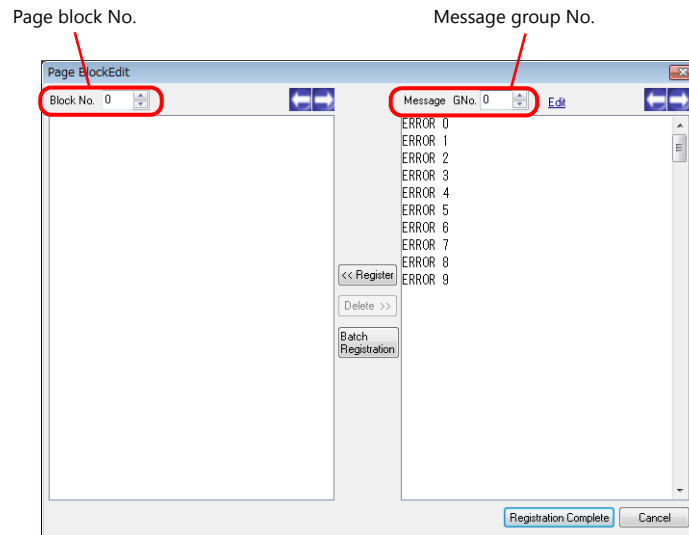 Page block No.
Message group No.
Page BlockEdit
Block No. 0
Message GNo. 0 Edit
ERROR 0
ERROR 1
ERROR 2
ERROR 3
ERROR 4
ERROR 5
ERROR 6
ERROR 7
ERROR 8
ERROR 9
<< Register
Delete >>
Batch
Registration
Registration Complete
Cancel